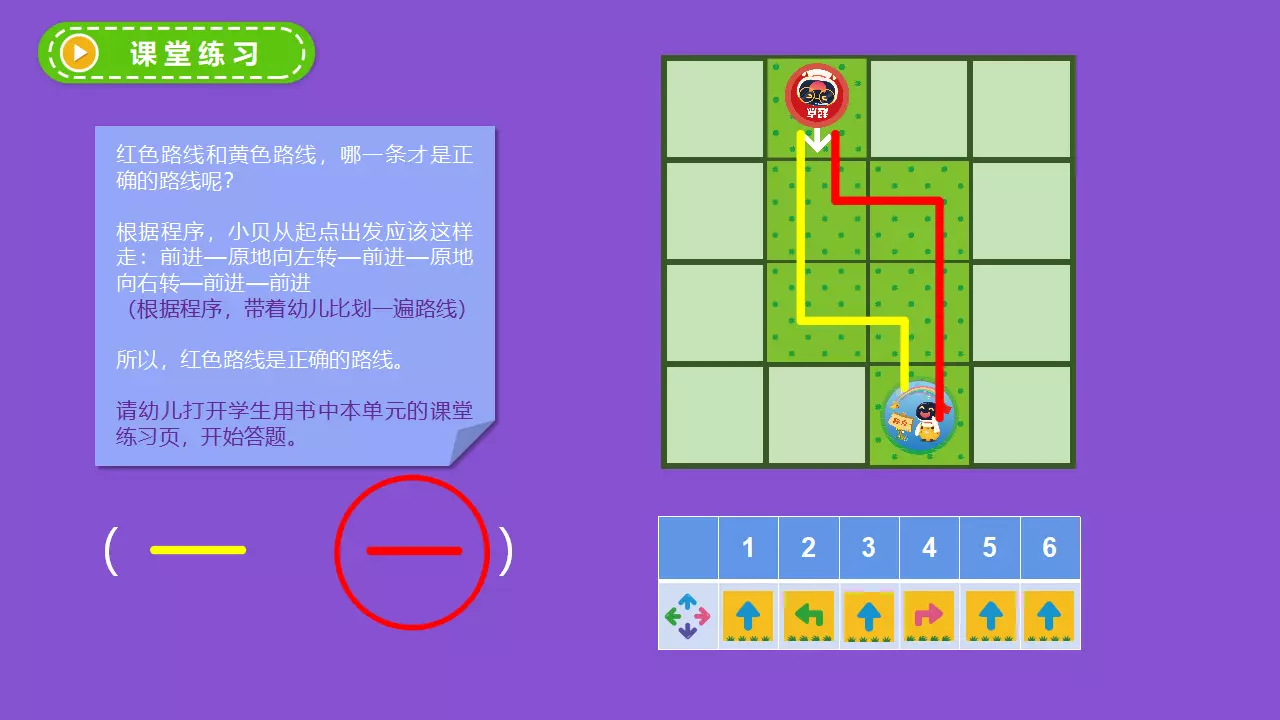 课堂练习
红色路线和黄色路线，哪一条才是正
确的路线呢？
根据程序，小贝从起点出发应该这样
走：前进—原地向左转—前进—原地
向右转—前进—前进
（根据程序，带着幼儿比划一遍路线）
所以，红色路线是正确的路线。
请幼儿打开学生用书中本单元的课堂
练习页，开始答题。
( )
起点
终点
1 2 3 4 5 6